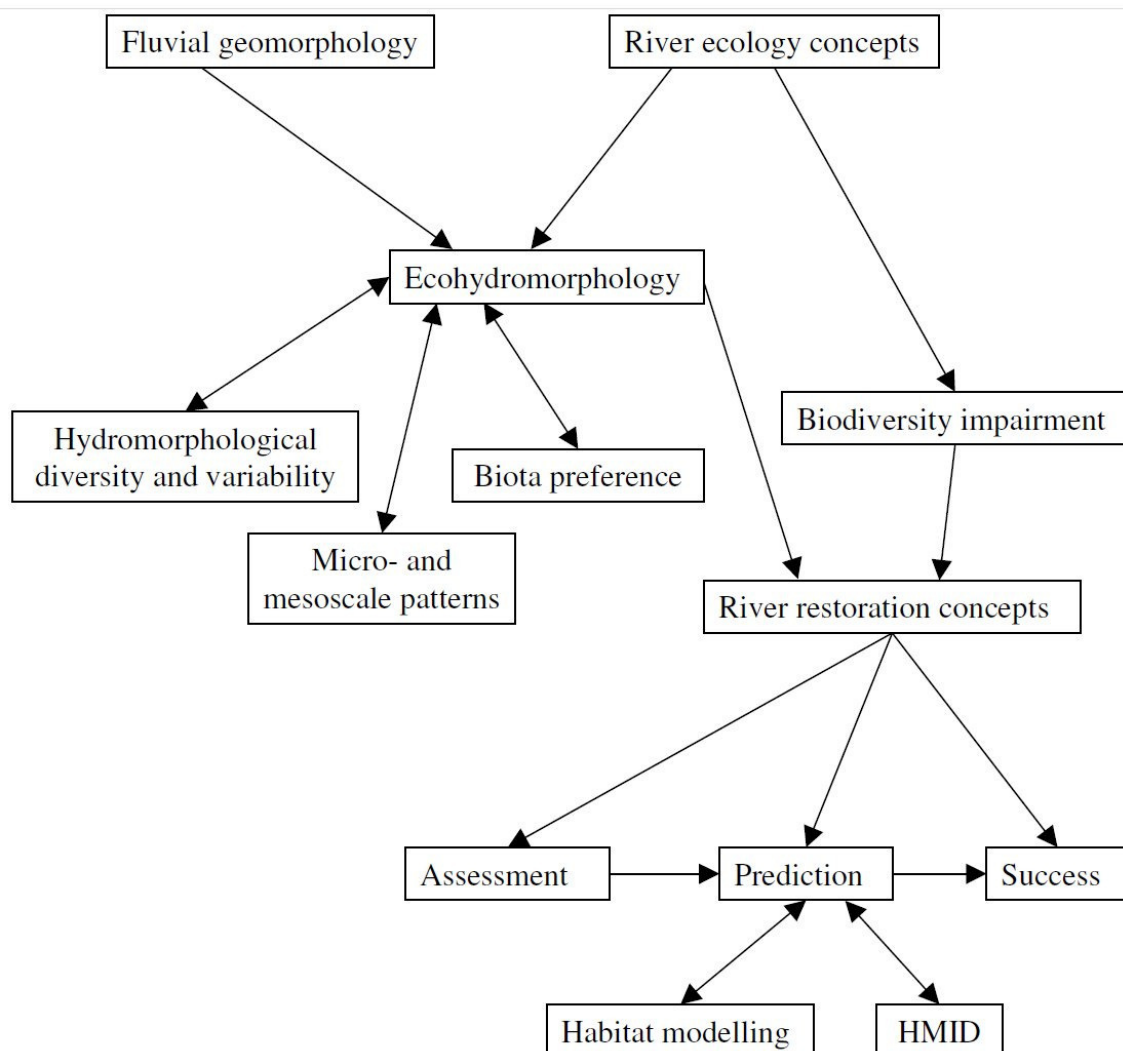 Fluvial geomorphology
River ecology concepts
Ecohydromorphology
Hydromorphological
diversity and variability
Biodiversity impairment
Biota preference
Micro- and
mesoscale patterns
River restoration concepts
Assessment
Prediction
Success
Habitat modelling
HMID